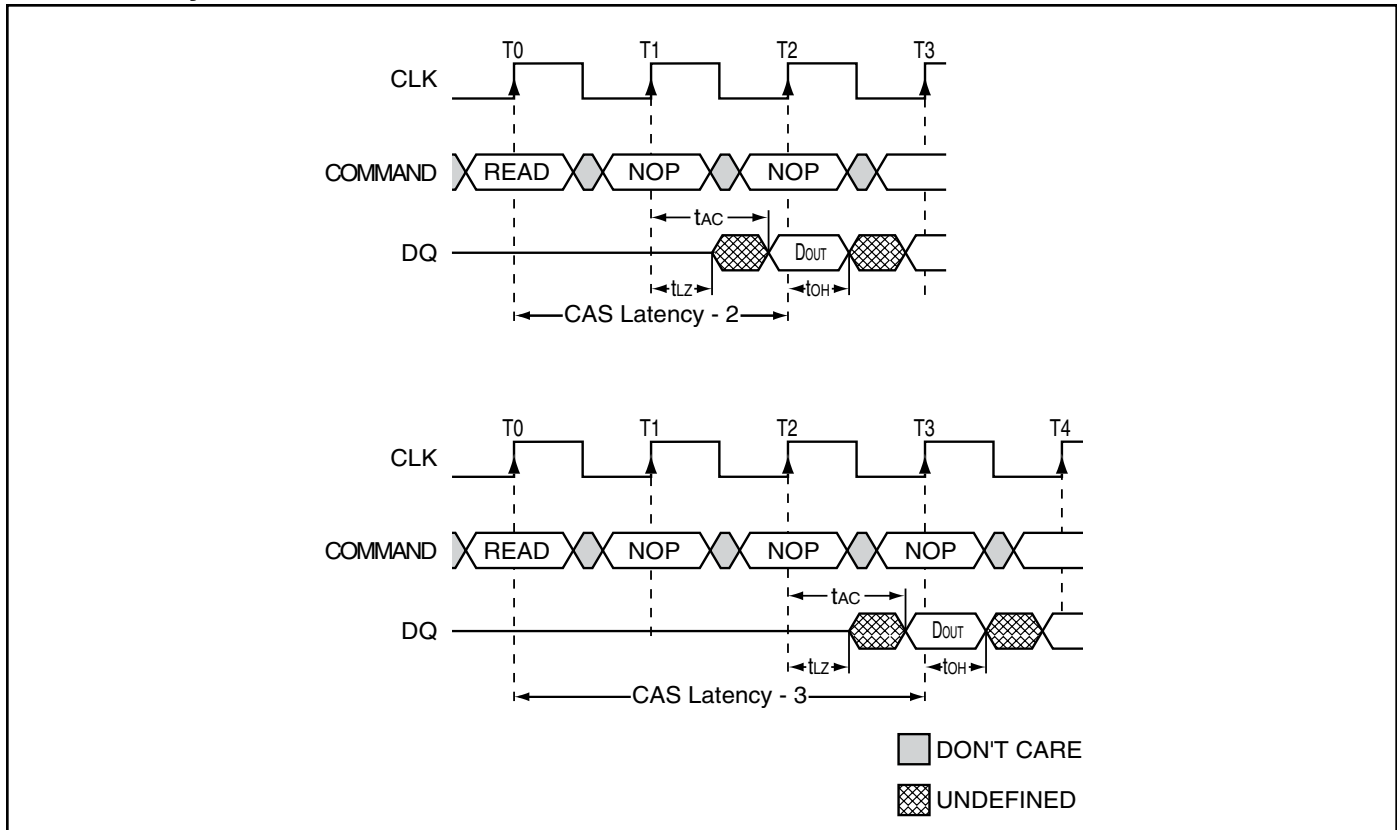 T0 T1 T2 T3
CLK
COMMAND READ NOP NOP
tAC
DQ DOUT
tLZ tOH
CAS Latency - 2
T0 T1 T2 T3 T4
CLK
COMMAND READ NOP NOP NOP
tAC
DQ DOUT
tLZ tOH
CAS Latency - 3
DON'T CARE
UNDEFINED